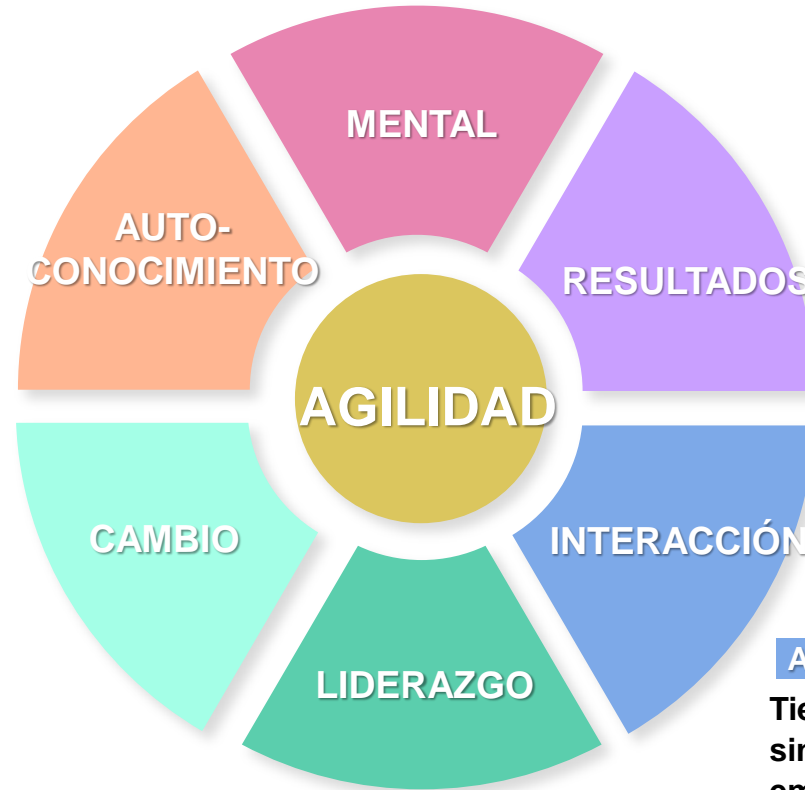 MENTAL
AUTO-
CONOCIMIENTO
RESULTADOS
AGILIDAD
CAMBIO
INTERACCIÓN
LIDERAZGO
A